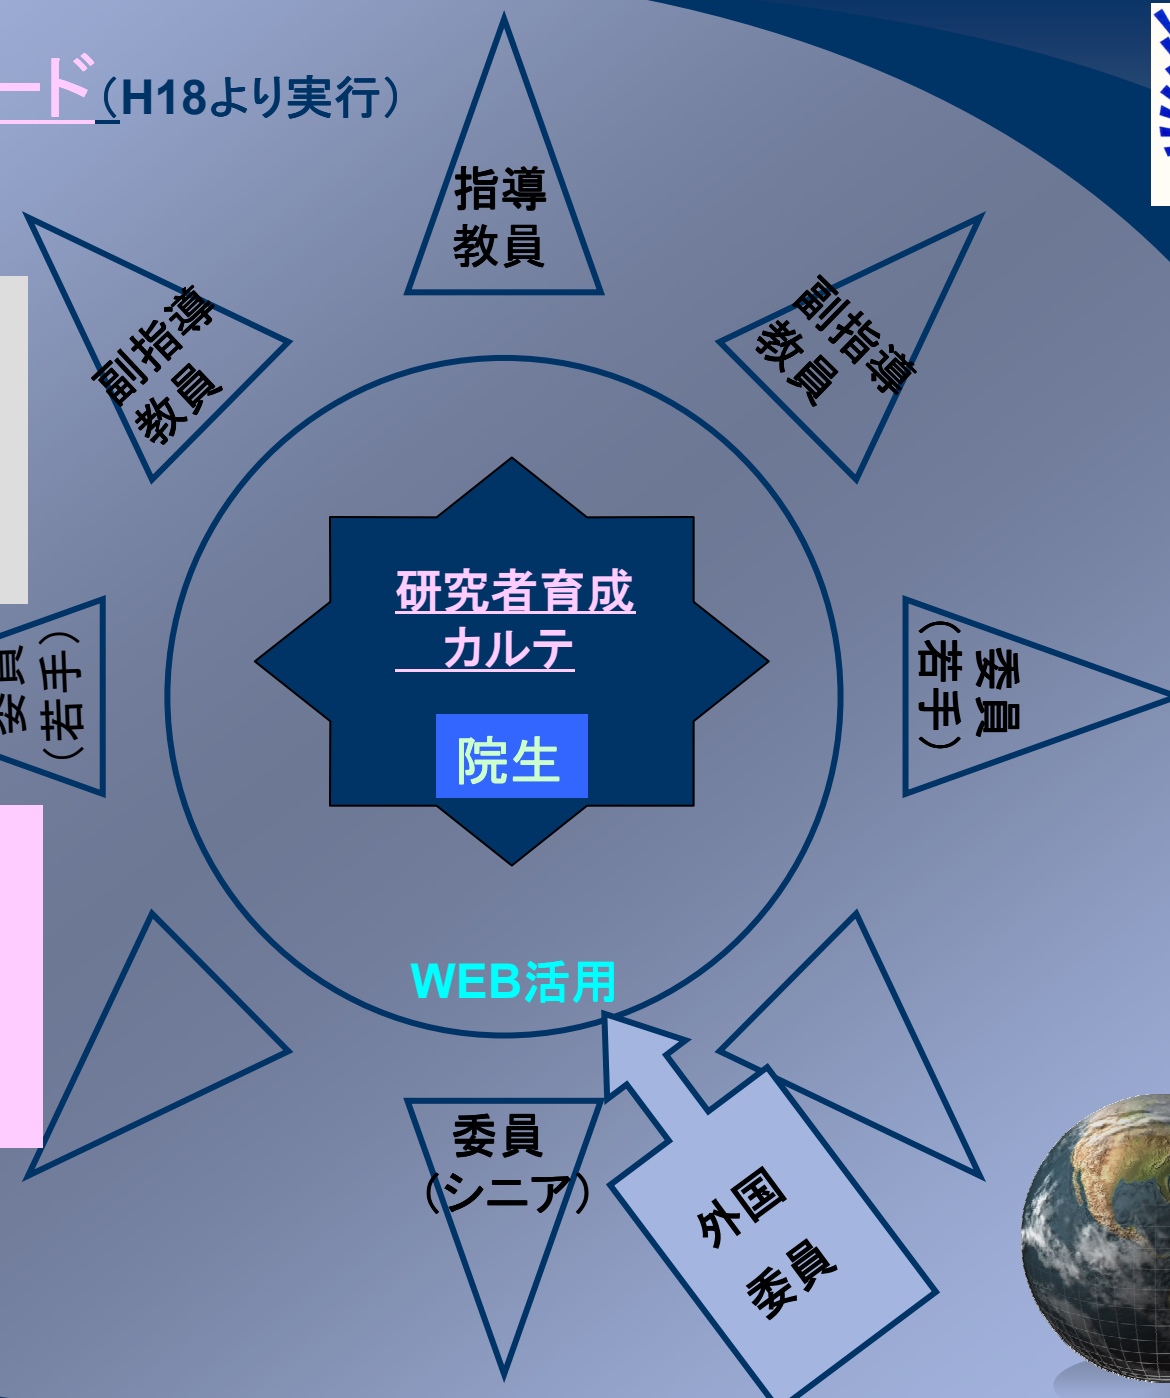 ード(H18より実行)
指導
教員
副指導
教員
副指導
教員
研究者育成
カルテ
院生
委員
(若手)
委員
(若手)
WEB活用
委員
(シニア)
外国
委員